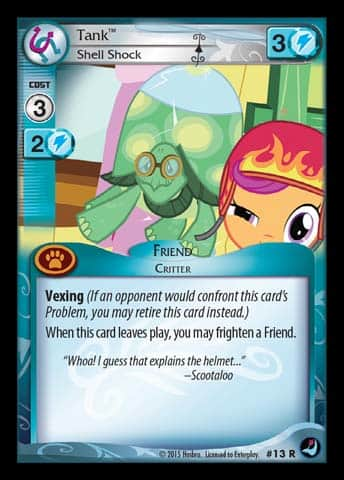 Tank™
Shell Shock
3
COST
3
2
FRIEND
CRITTER
Vexing (If an opponent would confront this card's
Problem, you may retire this card instead.)
When this card leaves play, you may frighten a Friend.
"Whoa! I guess that explains the helmet..."
–Scootaloo
© 2015 Hasbro. Licensed to Enterplay.
#13 R